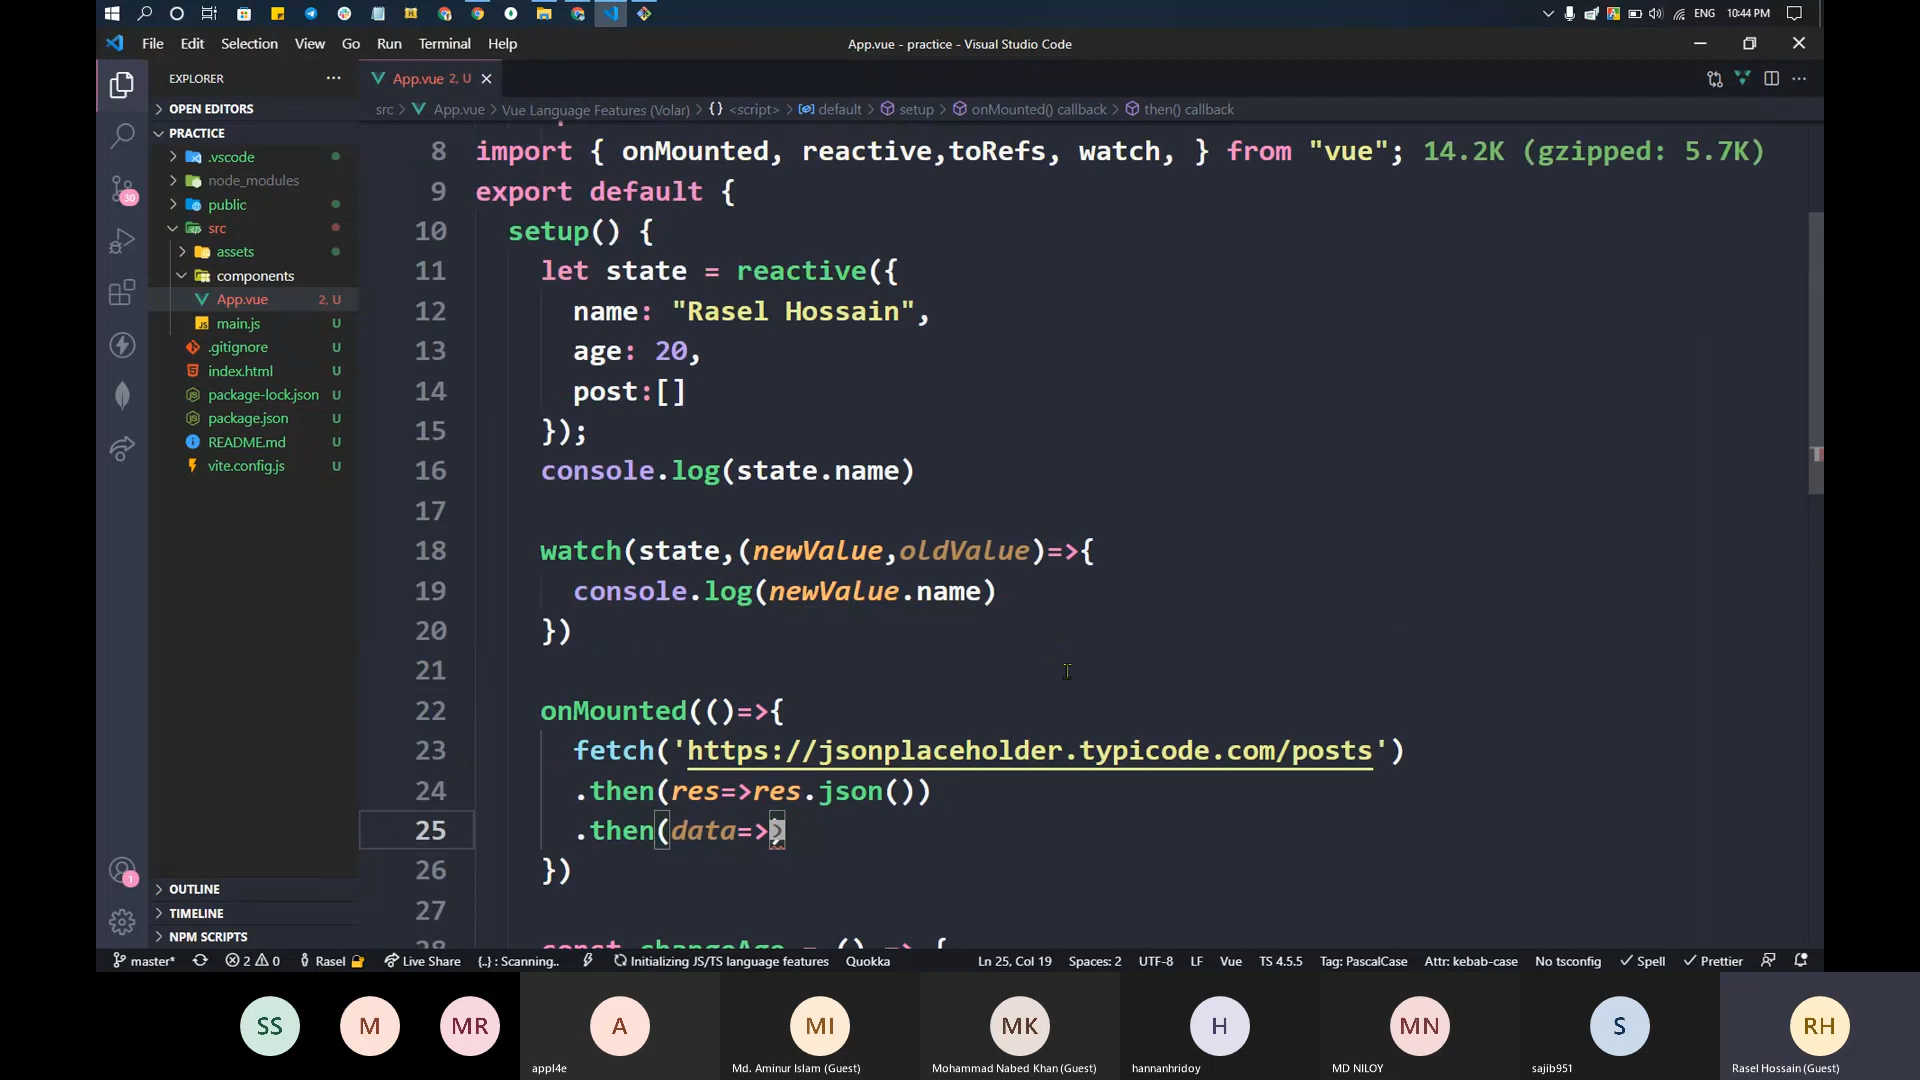 ENG 10:44 PM
File Edit Selection View Go Run Terminal Help
App.vue - practice - Visual Studio Code
EXPLORER
App.vue 2, U
OPEN EDITORS
src > App.vue > Vue Language Features (Volar) > {} <script> > default > setup > onMounted() callback > then() callback
PRACTICE
.vscode
node_modules
public
src
assets
components
App.vue 2, U
main.js U
.gitignore U
index.html U
package-lock.json U
package.json U
README.md U
vite.config.js U
30
1
OUTLINE
TIMELINE
NPM SCRIPTS
8 import { onMounted, reactive,toRefs, watch, } from "vue"; 14.2K (gzipped: 5.7K)
9 export default {
10 setup() {
11 let state = reactive({
12 name: "Rasel Hossain",
13 age: 20,
14 post:[]
15 });
16 console.log(state.name)
17
18 watch(state,(newValue,oldValue)=>{
19 console.log(newValue.name)
20 })
21
22 onMounted(()=>{
23 fetch('https://jsonplaceholder.typicode.com/posts')
24 .then(res=>res.json())
25 .then(data=>)
26 })
27
28 const changeAge = () => {
master* 2 0 Rasel Live Share {..} : Scanning.. Initializing JS/TS language features Quokka Ln 25, Col 19 Spaces: 2 UTF-8 LF Vue TS 4.5.5 Tag: PascalCase Attr: kebab-case No tsconfig Spell Prettier
SS M MR A MI MK H MN S RH
appl4e Md. Aminur Islam (Guest) Mohammad Nabed Khan (Guest) hannanhridoy MD NILOY sajib951 Rasel Hossain (Guest)